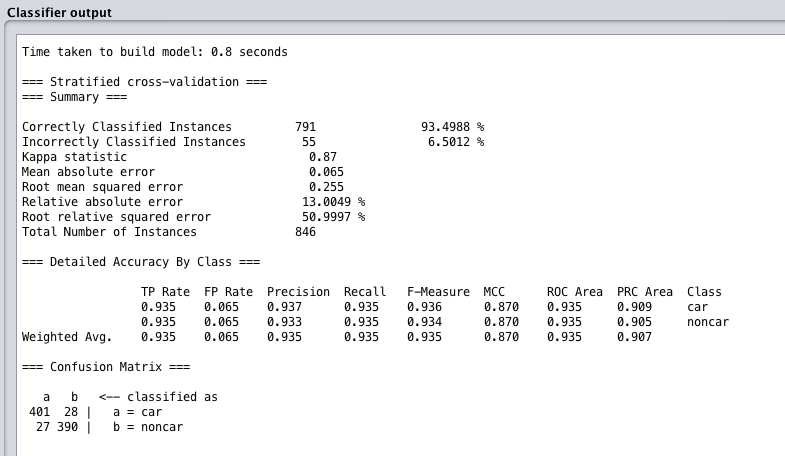 Classifier output
Time taken to build model: 0.8 seconds
=== Stratified cross-validation ===
=== Summary ===
Correctly Classified Instances         791               93.4988 %
Incorrectly Classified Instances        55                6.5012 %
Kappa statistic                          0.87
Mean absolute error                      0.065
Root mean squared error                  0.255
Relative absolute error                 13.0049 %
Root relative squared error             50.9997 %
Total Number of Instances              846
=== Detailed Accuracy By Class ===
                 TP Rate  FP Rate  Precision  Recall   F-Measure  MCC      ROC Area  PRC Area  Class
                 0.935    0.065    0.937      0.935    0.936      0.870    0.935     0.909     car
                 0.935    0.065    0.933      0.935    0.934      0.870    0.935     0.905     noncar
Weighted Avg.    0.935    0.065    0.935      0.935    0.935      0.870    0.935     0.907
=== Confusion Matrix ===
   a   b   <-- classified as
 401  28 |   a = car
  27 390 |   b = noncar